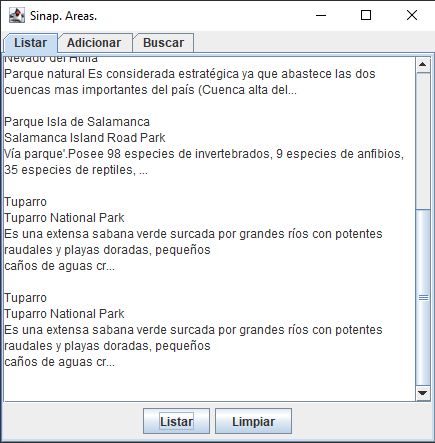 Sinap. Areas.
Listar Adicionar Buscar
Nevado del Huila
Parque natural Es considerada estratégica ya que abastece las dos
cuencas mas importantes del país (Cuenca alta del...
Parque Isla de Salamanca
Salamanca Island Road Park
Vía parque'.Posee 98 especies de invertebrados, 9 especies de anfibios,
35 especies de reptiles, ...
Tuparro
Tuparro National Park
Es una extensa sabana verde surcada por grandes ríos con potentes
raudales y playas doradas, pequeños
caños de aguas cr...
Tuparro
Tuparro National Park
Es una extensa sabana verde surcada por grandes ríos con potentes
raudales y playas doradas, pequeños
caños de aguas cr...
Listar Limpiar